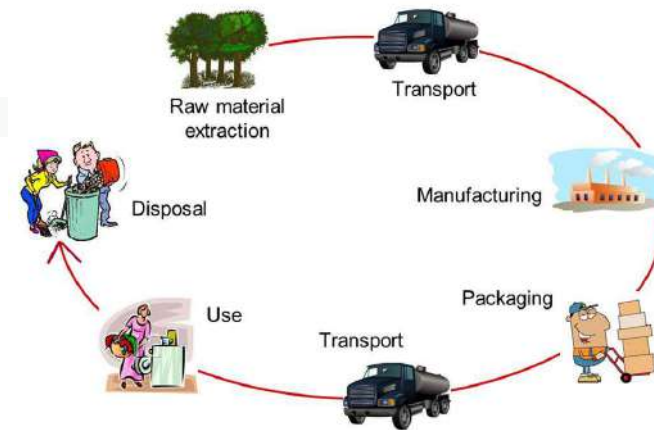 Raw material
extraction
Transport
Manufacturing
Packaging
Transport
Use
Disposal